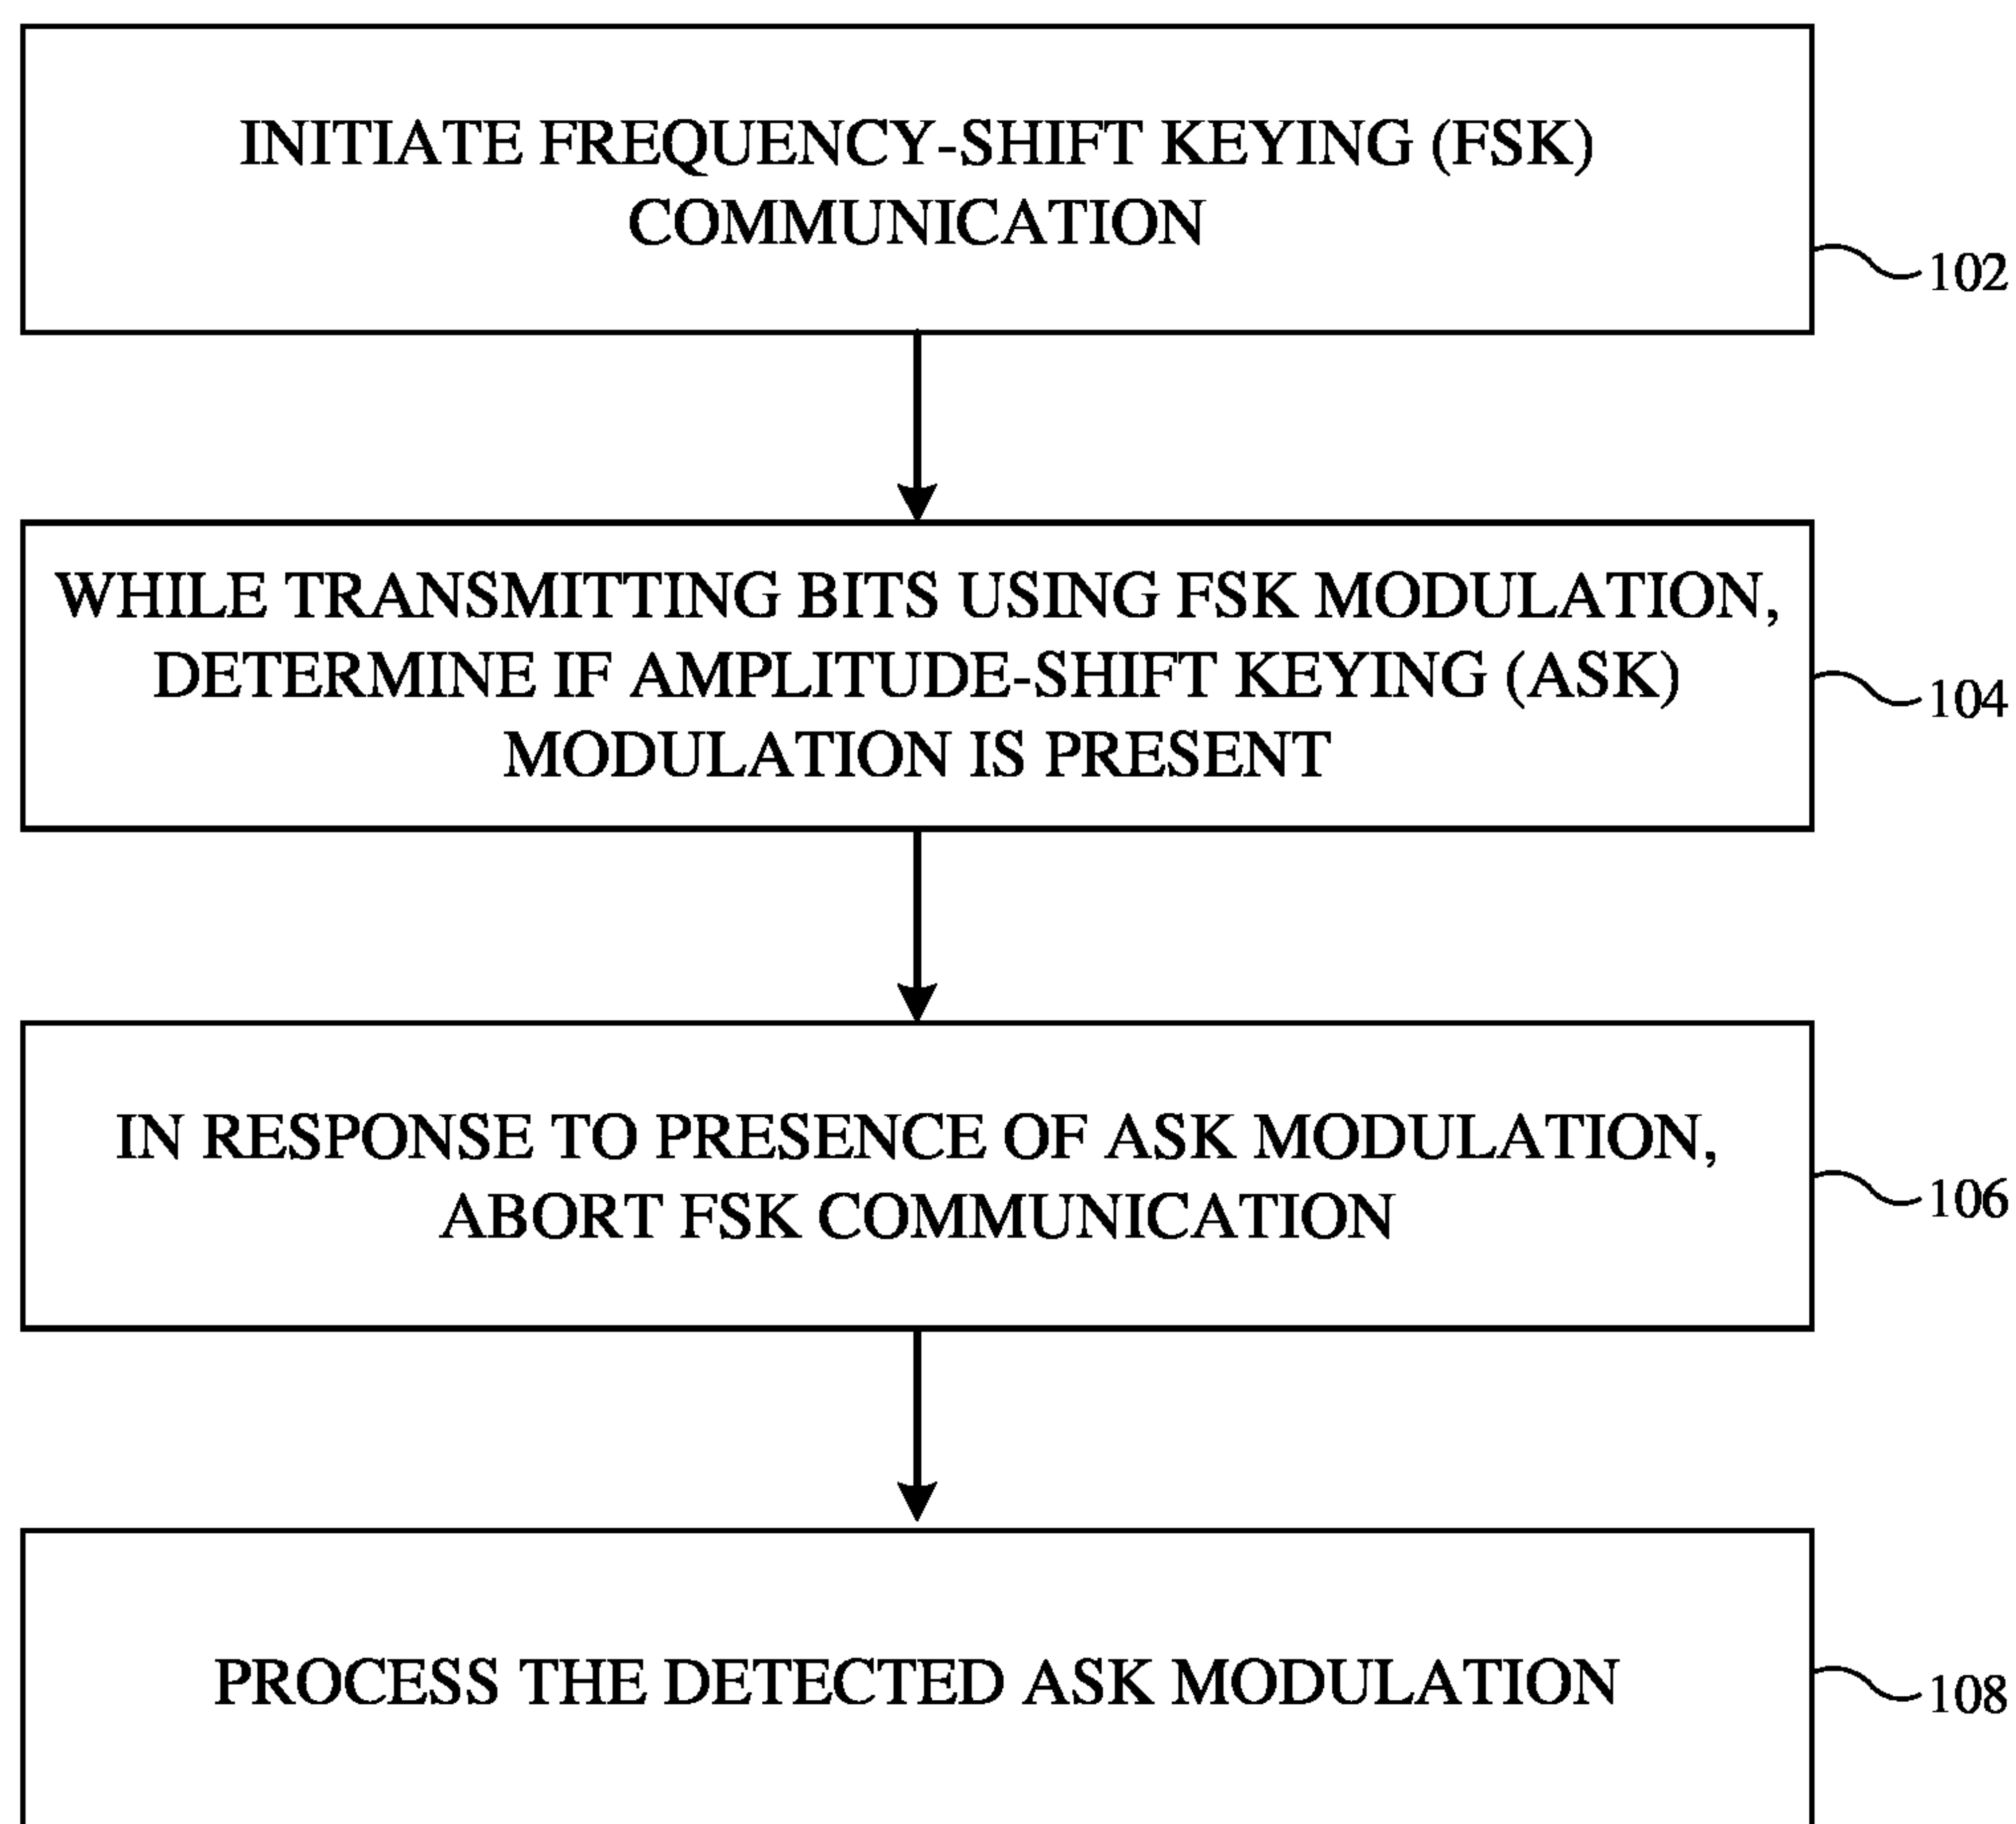 INITIATE FREQUENCY-SHIFT KEYING (FSK)
COMMUNICATION
102
WHILE TRANSMITTING BITS USING FSK MODULATION,
DETERMINE IF AMPLITUDE-SHIFT KEYING (ASK)
MODULATION IS PRESENT
104
IN RESPONSE TO PRESENCE OF ASK MODULATION,
ABORT FSK COMMUNICATION
106
PROCESS THE DETECTED ASK MODULATION
108